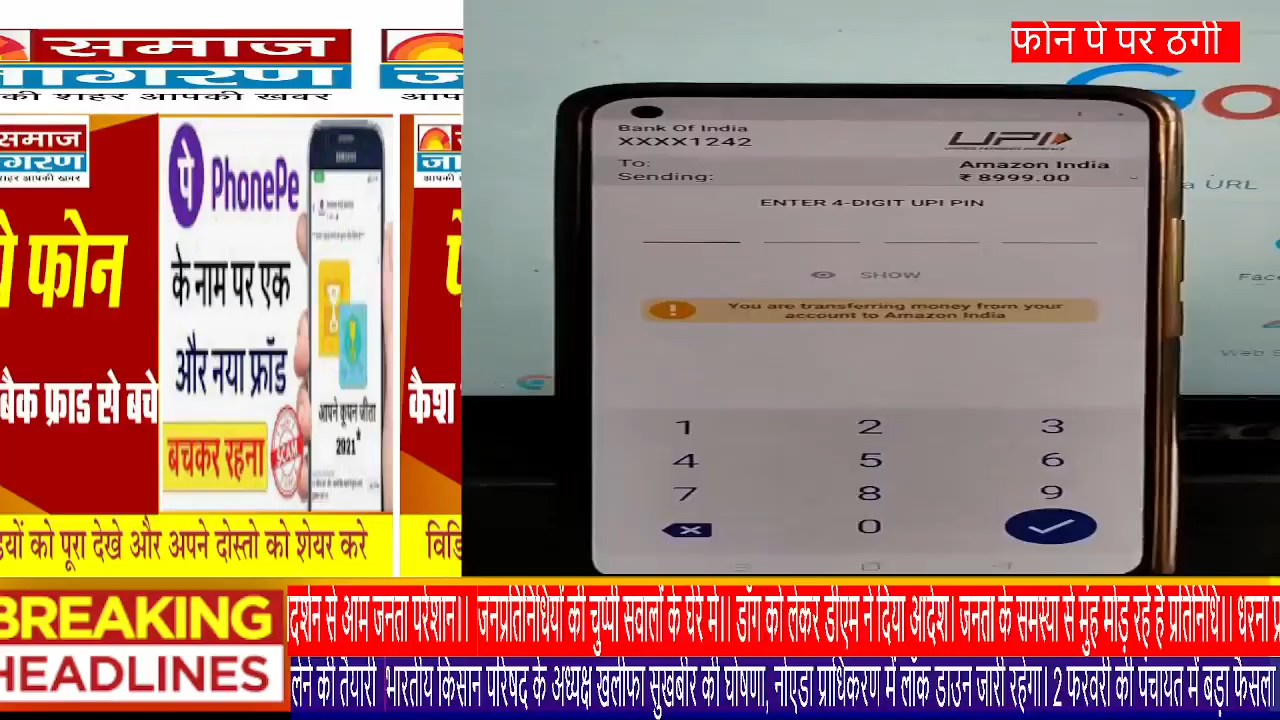 समाज
जागरण
की शहर आपकी खबर
समाज
जागरण
शहर आपकी खबर
फोन
बैक फ्राड से बचे
पे
PhonePe
के नाम पर एक
और नया फ्रॉड
बचकर रहना
SCAM
आपने कूपन जीता
2021*
को पूरा देखे और अपने दोस्तो को शेयर करे
कैश
फोन पे पर ठगी
Bank Of India
XXXX1242
UPI
To: Amazon India
Sending: ₹ 8999.00
ENTER 4-DIGIT UPI PIN
SHOW
You are transferring money from your
account to Amazon India
1 2 3
4 5 6
7 8 9
0
URL
BREAKING
HEADLINES
से आम जनता परेशान।। जनप्रतिनिधियों की चुप्पी सवालों के घेरे में।। डॉग को लेकर डीएम ने दिया आदेश। जनता के समस्या से मुंह मोड़ रहे हैं प्रतिनिधि।। धरना
लेने की तैयारी भारतीय किसान परिषद के अध्यक्ष खलीफा सुखबीर की घोषणा, नोएडा प्राधिकरण में लॉक डाउन जारी रहेगा। 2 फरवरी की पंचायत में बड़ा फैसला